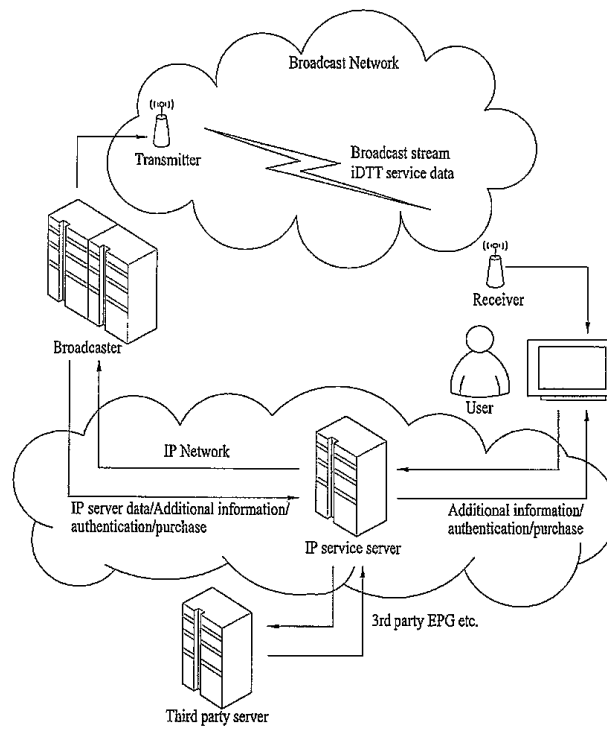 Broadcast Network
Transmitter
Broadcast stream
iDTT service data
Receiver
Broadcaster
User
IP Network
IP server data/Additional information/
authentication/purchase
Additional information/
authentication/purchase
IP service server
3rd party EPG etc.
Third party server